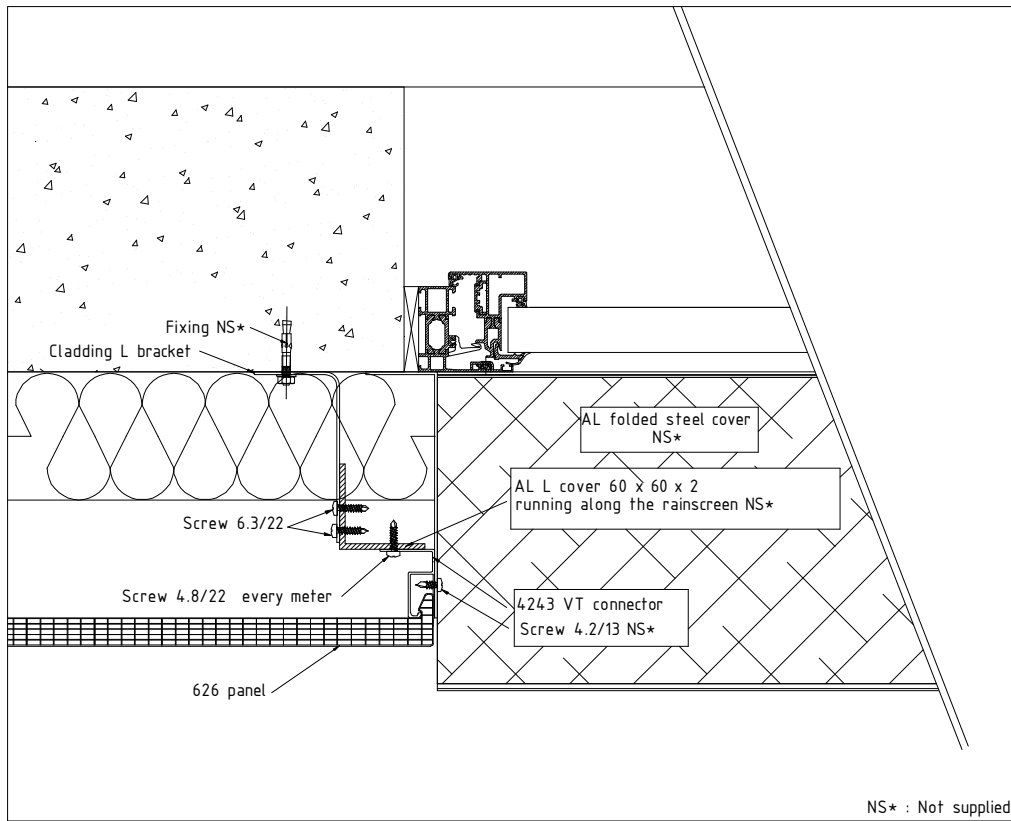 Fixing NS*
Cladding L bracket
AL folded steel cover
NS*
AL L cover 60 x 60 x 2
running along the rainscreen NS*
Screw 6.3/22
Screw 4.8/22 every meter
4243 VT connector
Screw 4.2/13 NS*
626 panel
NS* : Not supplied